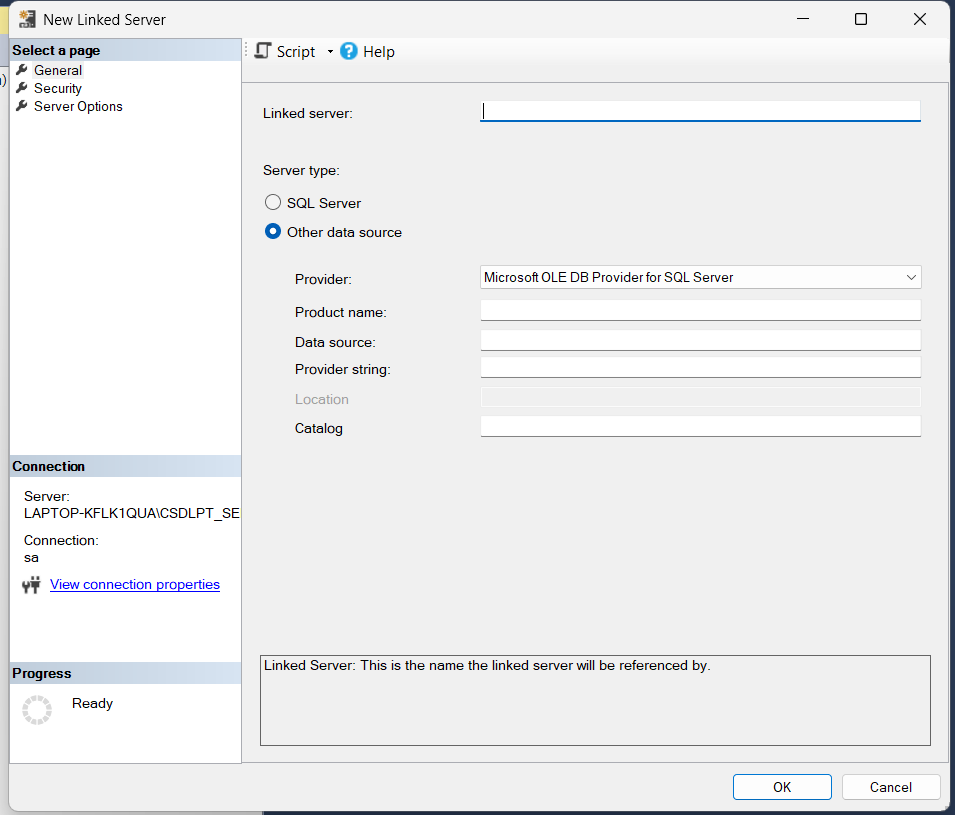 New Linked Server
Select a page
General
Security
Server Options
Script
Help
Linked server:
Server type:
SQL Server
Other data source
Provider:
Microsoft OLE DB Provider for SQL Server
Product name:
Data source:
Provider string:
Location
Catalog
Connection
Server:
LAPTOP-KFLK1QUA\CSDLPT_SE
Connection:
sa
View connection properties
Progress
Ready
Linked Server: This is the name the linked server will be referenced by.
OK
Cancel